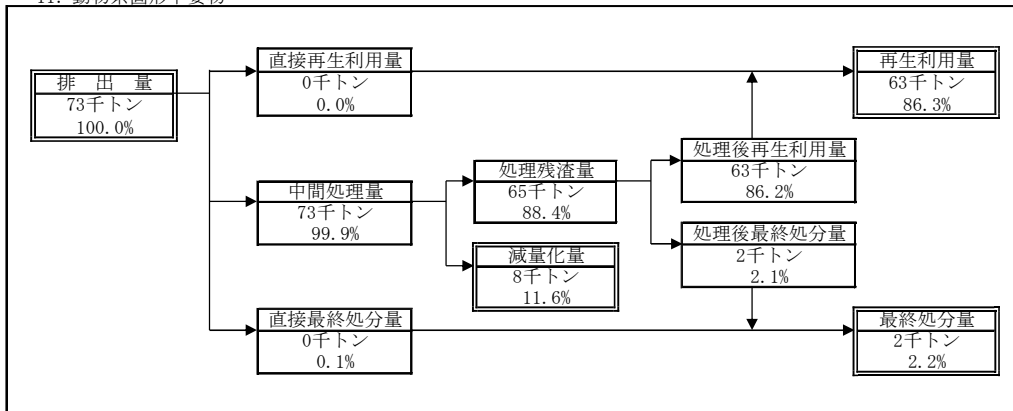 11. 動物系固形不要物
排 出 量
73千トン
100.0%
直接再生利用量
0千トン
0.0%
再生利用量
63千トン
86.3%
中間処理量
73千トン
99.9%
処理残渣量
65千トン
88.4%
処理後再生利用量
63千トン
86.2%
減量化量
8千トン
11.6%
処理後最終処分量
2千トン
2.1%
直接最終処分量
0千トン
0.1%
最終処分量
2千トン
2.2%